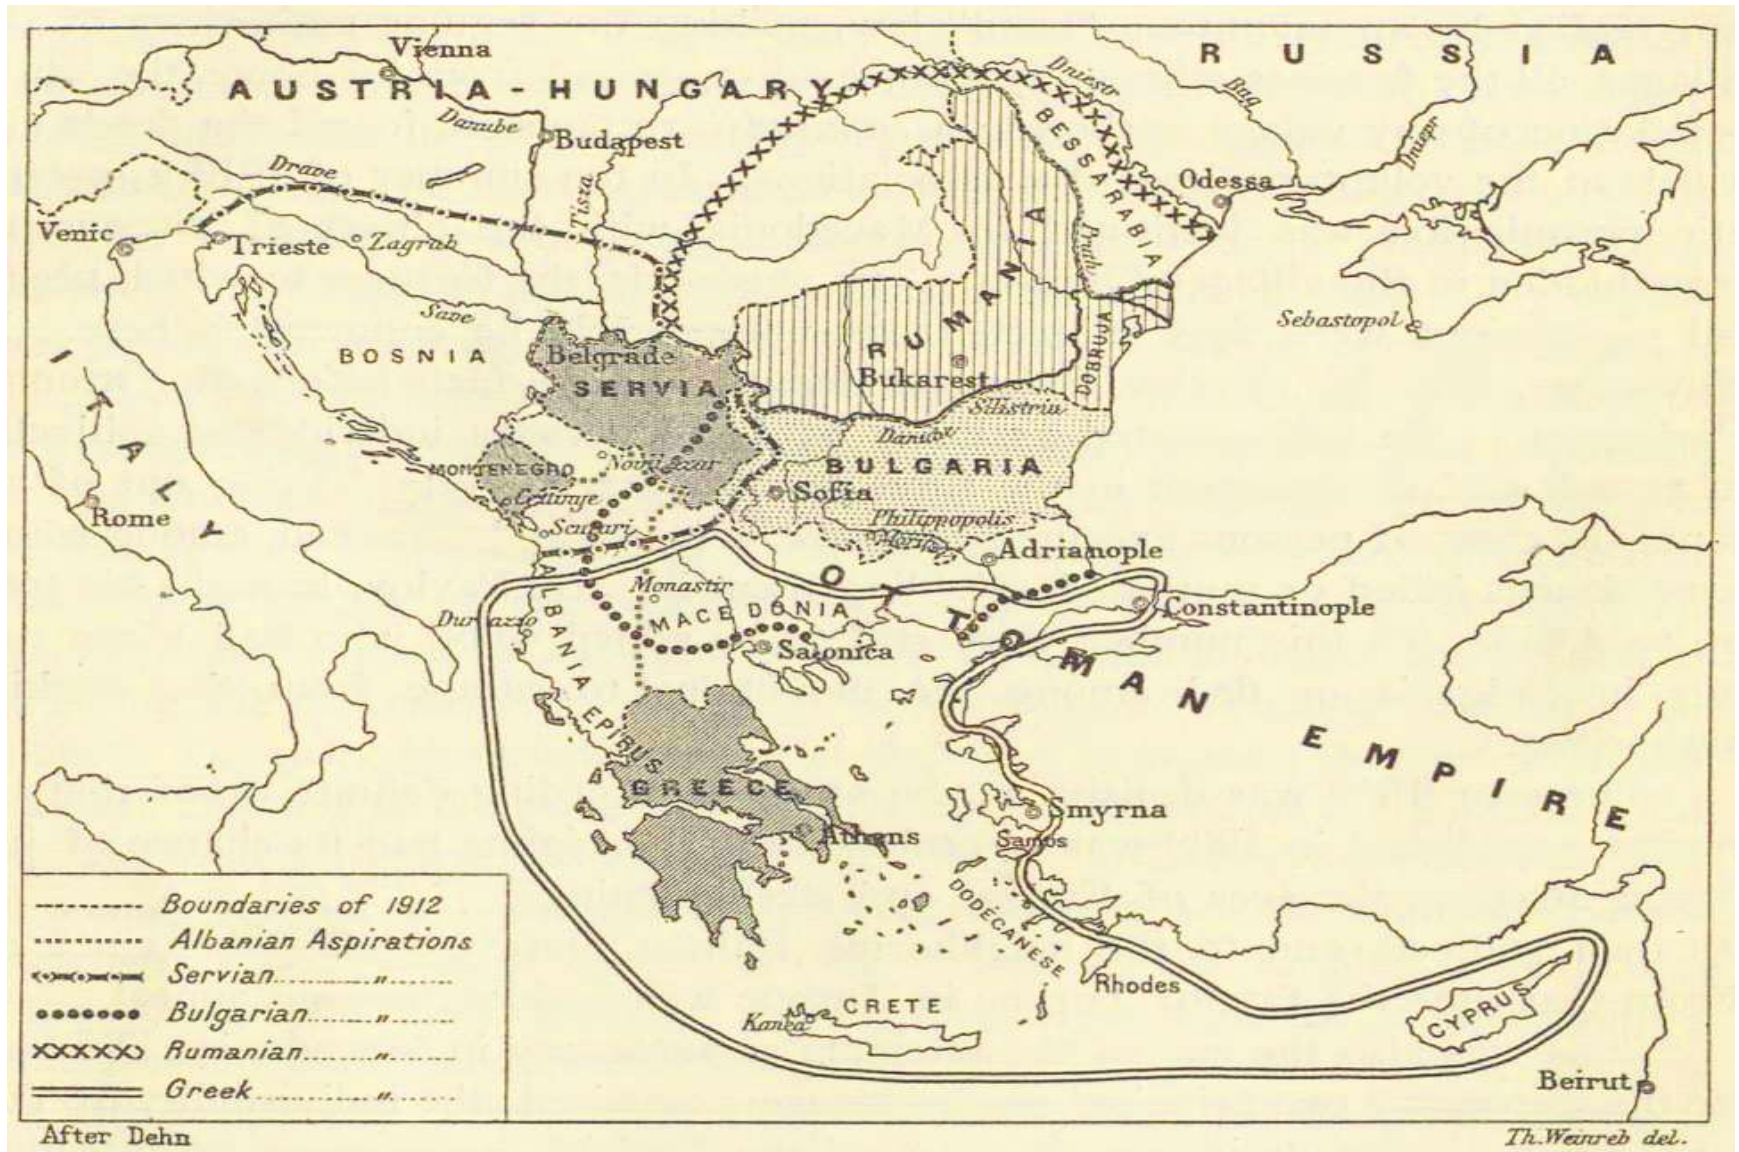 RUSSIA
Vienna
AUSTRIA-HUNGARY
Dniestr
Bug
Dniepr
Danube
Budapest
BESSARABIA
Drave
Tisza
Odessa
Venic
Trieste
Zagrab
Pruth
Save
Sebastopol
BOSNIA
Belgrade
SERVIA
RUMANIA
Bukarest
DOBRUJA
Silistria
Danube
ITALY
MONTENEGRO
Novi Bazar
BULGARIA
Sofia
Cettinje
Rome
Scutari
Philippopolis
Maritza
Adrianople
OTTOMAN EMPIRE
Monastir
MACEDONIA
Constantinople
Durazzo
ALBANIA
Salonica
EPIRUS
GREECE
Smyrna
Athens
Samos
DODECANESE
Rhodes
CRETE
Kanea
CYPRUS
Beirut
Boundaries of 1912
Albanian Aspirations
Servian " 
Bulgarian "
Rumanian "
Greek "
After Dehn
Th. Weinreb del.